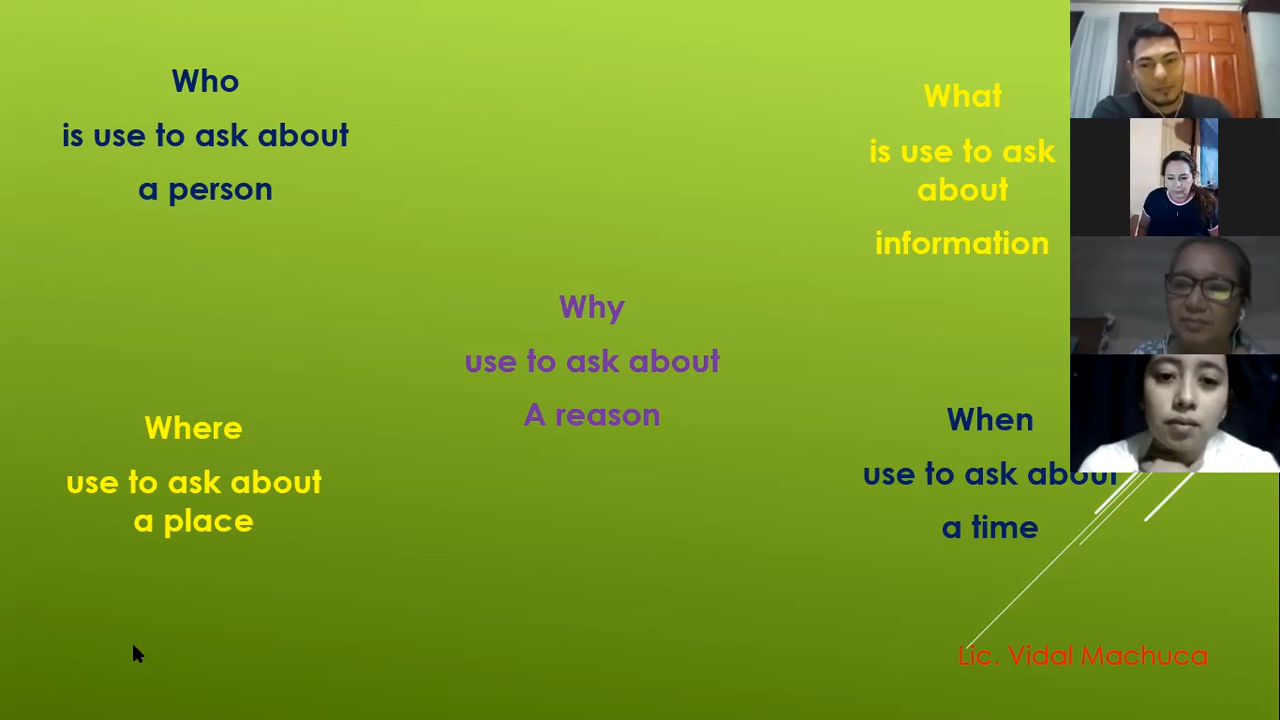 Who
is use to ask about
a person
What
is use to ask
about
information
Why
use to ask about
A reason
Where
use to ask about
a place
When
use to ask about
a time
Lic. Vidal Machuca